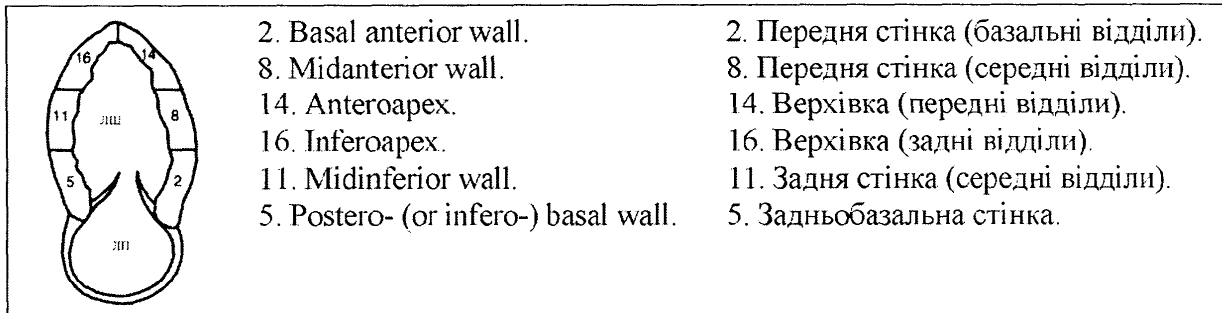 16
14
11
ЛШ
8
5
2
ЛП
2. Basal anterior wall.
8. Midanterior wall.
14. Anteroapex.
16. Inferoapex.
11. Midinferior wall.
5. Postero- (or infero-) basal wall.
2. Передня стінка (базальні відділи).
8. Передня стінка (середні відділи).
14. Верхівка (передні відділи).
16. Верхівка (задні відділи).
11. Задня стінка (середні відділи).
5. Задньобазальна стінка.